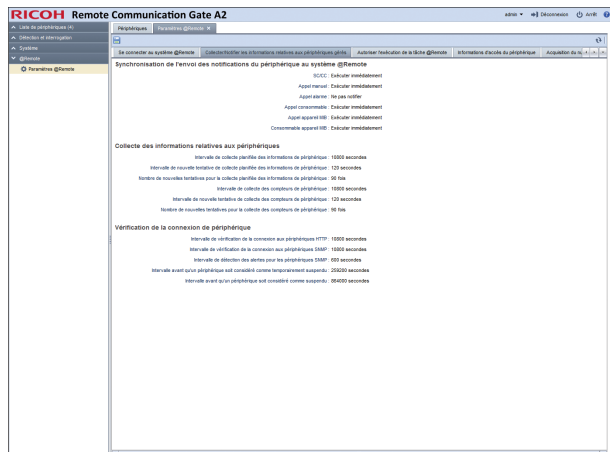 RICOH Remote Communication Gate A2
admin
Déconnexion
Arrêt
Liste de périphériques (4)
Détection et interrogation
Système
@Remote
Paramètres @Remote
Périphériques
Paramètres @Remote
Se connecter au système @Remote
Collecter/Notifier les informations relatives aux périphériques gérés
Autoriser l'exécution de la tâche @Remote
Informations d'accès du périphérique
Acquisition du
Synchronisation de l'envoi des notifications du périphérique au système @Remote
SC/CC : Exécuter immédiatement
Appel manuel : Exécuter immédiatement
Appel alarme : Ne pas notifier
Appel consommable : Exécuter immédiatement
Appel appareil MIB : Exécuter immédiatement
Consommable appareil MIB : Exécuter immédiatement
Collecte des informations relatives aux périphériques
Intervalle de collecte planifiée des informations de périphérique : 10800 secondes
Intervalle de nouvelle tentative de collecte planifiée des informations de périphérique : 120 secondes
Nombre de nouvelles tentatives pour la collecte planifiée des informations de périphérique : 90 fois
Intervalle de collecte des compteurs de périphérique : 10800 secondes
Intervalle de nouvelle tentative de collecte des compteurs de périphérique : 120 secondes
Nombre de nouvelles tentatives pour la collecte des compteurs de périphérique : 90 fois
Vérification de la connexion de périphérique
Intervalle de vérification de la connexion aux périphériques HTTP : 10800 secondes
Intervalle de vérification de la connexion aux périphériques SNMP : 10800 secondes
Intervalle de détection des alertes pour les périphériques SNMP : 600 secondes
Intervalle avant qu'un périphérique soit considéré comme temporairement suspendu : 259200 secondes
Intervalle avant qu'un périphérique soit considéré comme suspendu : 864000 secondes